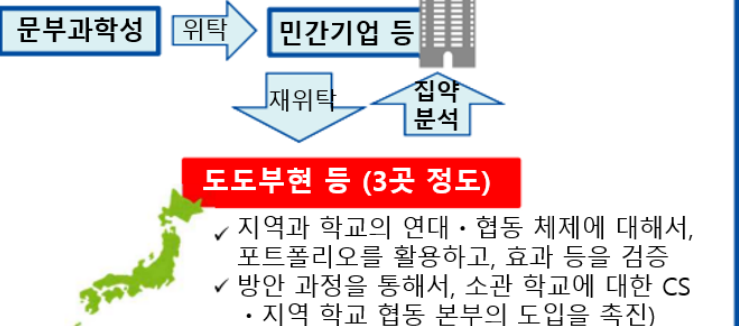 문부과학성
위탁
민간기업 등
재위탁
집약
분석
도도부현 등 (3곳 정도)
✓ 지역과 학교의 연대・협동 체제에 대해서,
포트폴리오를 활용하고, 효과 등을 검증
✓ 방안 과정을 통해서, 소관 학교에 대한 CS
・지역 학교 협동 본부의 도입을 촉진)